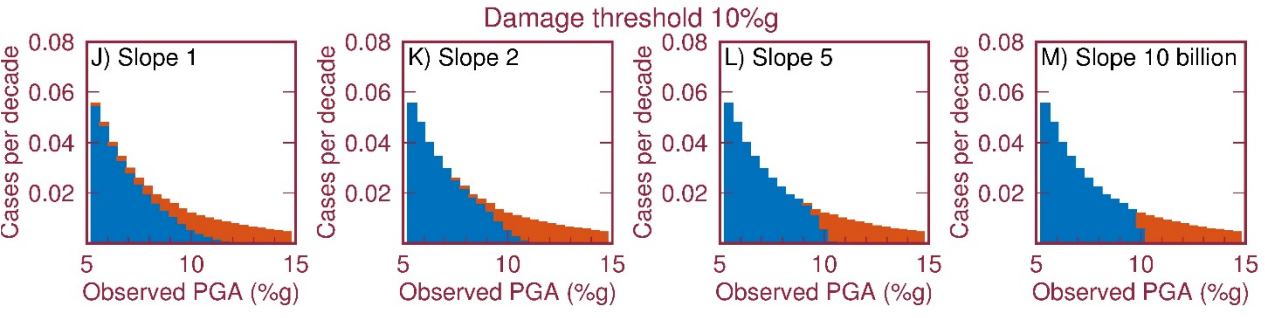 Damage threshold 10%g
Cases per decade
0.08
0.06
0.04
0.02
J) Slope 1
5
10
15
Observed PGA (%g)
Cases per decade
0.08
0.06
0.04
0.02
K) Slope 2
5
10
15
Observed PGA (%g)
Cases per decade
0.08
0.06
0.04
0.02
L) Slope 5
5
10
15
Observed PGA (%g)
Cases per decade
0.08
0.06
0.04
0.02
M) Slope 10 billion
5
10
15
Observed PGA (%g)